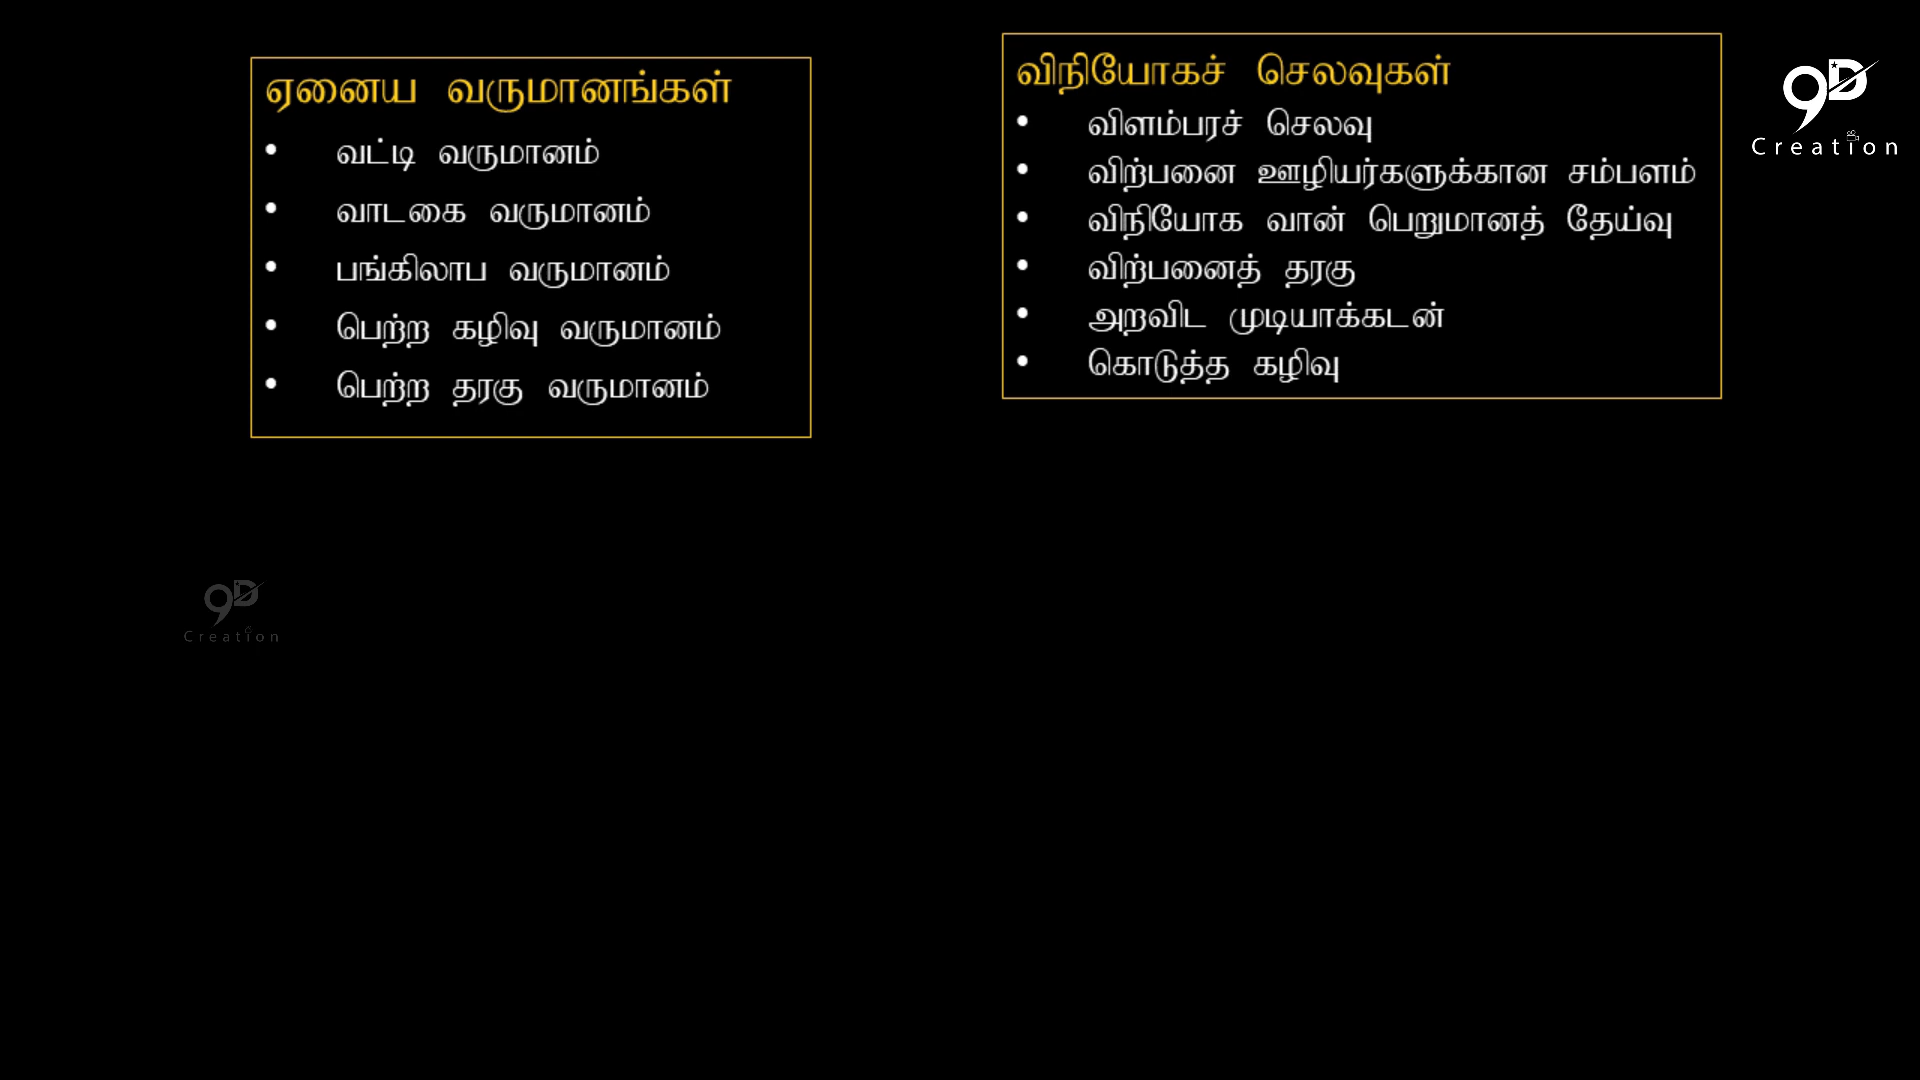 ஏனைய வருமானங்கள்
• வட்டி வருமானம்
• வாடகை வருமானம்
• பங்கிலாப வருமானம்
• பெற்ற கழிவு வருமானம்
• பெற்ற தரகு வருமானம்
விநியோகச் செலவுகள்
• விளம்பரச் செலவு
• விற்பனை ஊழியர்களுக்கான சம்பளம்
• விநியோக வான் பெறுமானத் தேய்வு
• விற்பனைத் தரகு
• அறவிட முடியாக்கடன்
• கொடுத்த கழிவு
9D
Creation
9D
Creation